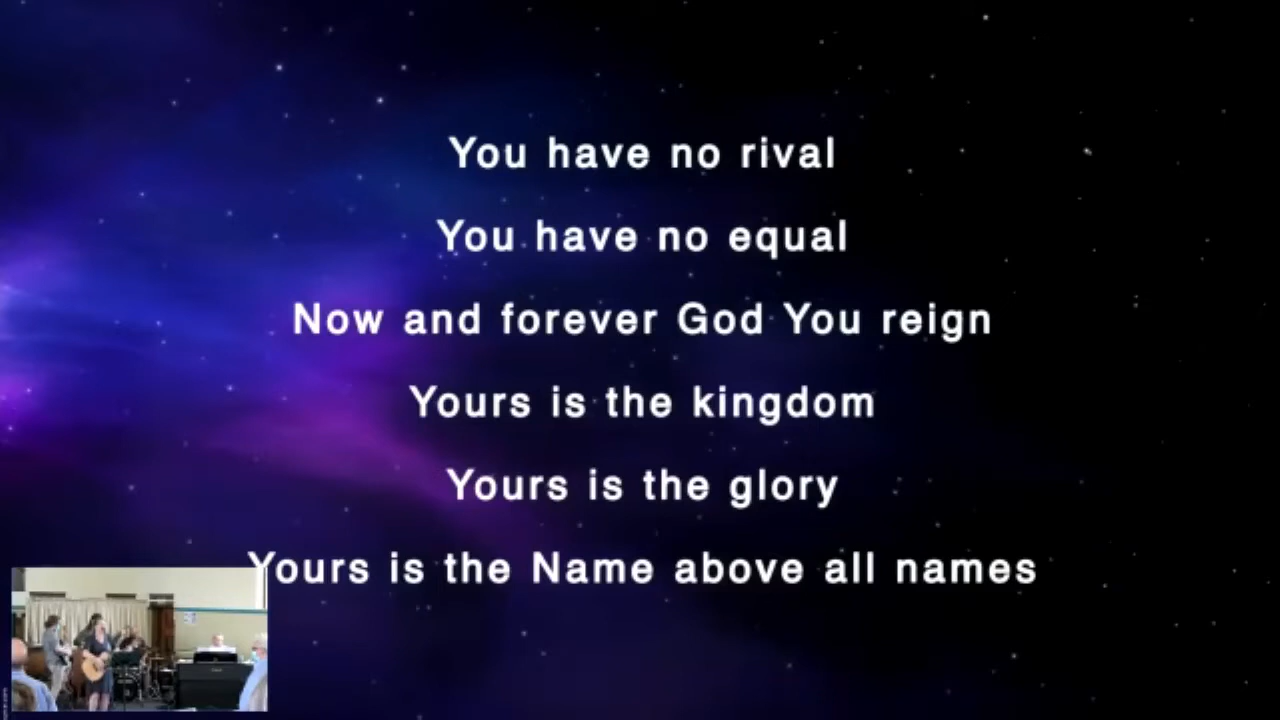 You have no rival
You have no equal
Now and forever God You reign
Yours is the kingdom
Yours is the glory
Yours is the Name above all names